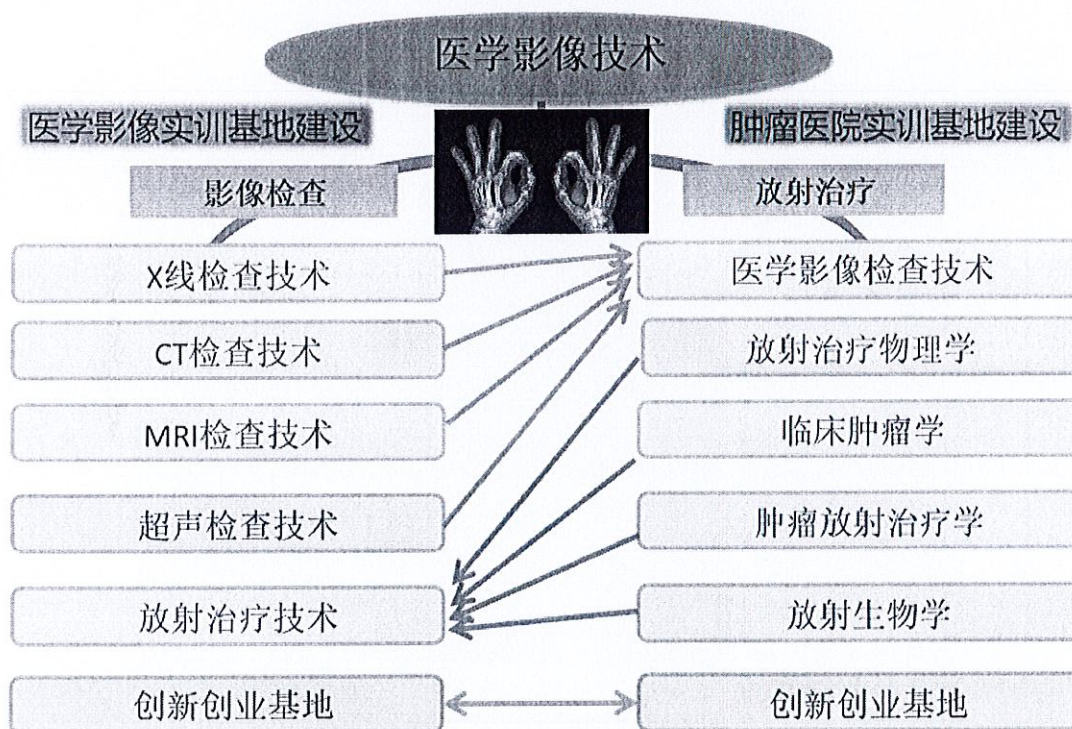 医学影像技术
医学影像实训基地建设
肿瘤医院实训基地建设
影像检查
放射治疗
X线检查技术
医学影像检查技术
CT检查技术
放射治疗物理学
MRI检查技术
临床肿瘤学
超声检查技术
肿瘤放射治疗学
放射治疗技术
放射生物学
创新创业基地
创新创业基地